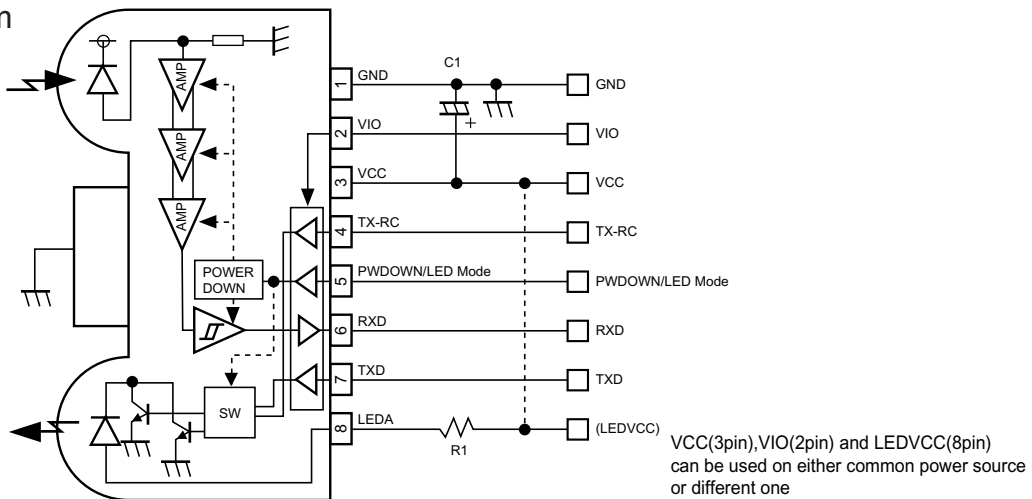 m
AMP
AMP
AMP
POWER
DOWN
SW
1 GND
2 VIO
3 VCC
4 TX-RC
5 PWDOWN/LED Mode
6 RXD
7 TXD
8 LEDA
C1
+
R1
GND
VIO
VCC
TX-RC
PWDOWN/LED Mode
RXD
TXD
(LEDVCC)
VCC(3pin),VIO(2pin) and LEDVCC(8pin)
can be used on either common power source
or different one